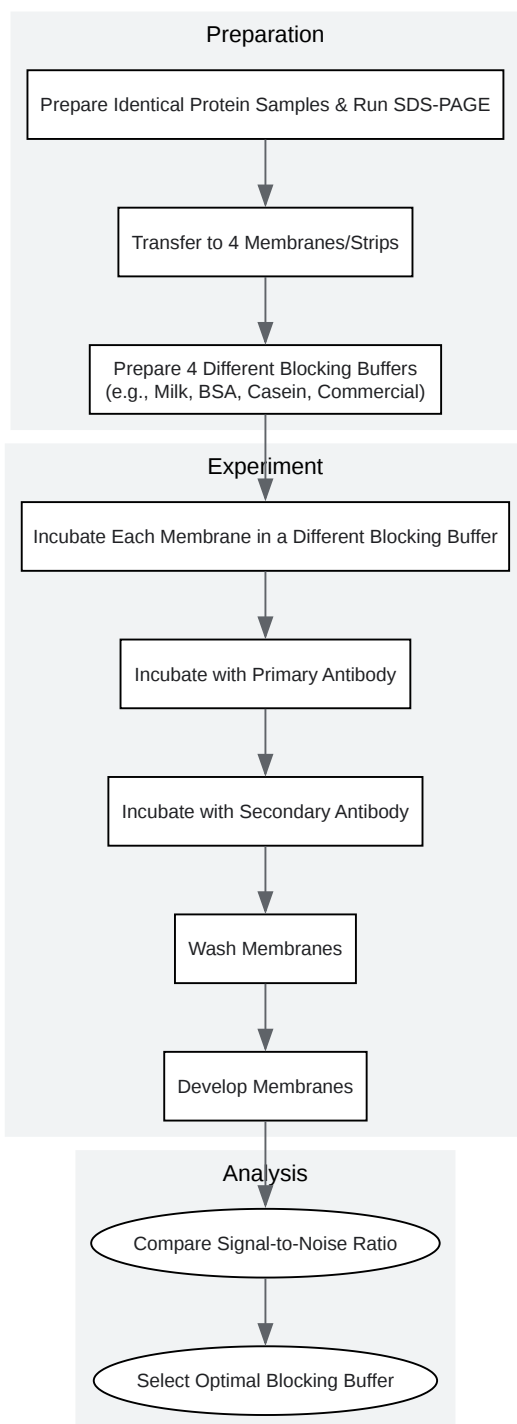 Preparation
Prepare Identical Protein Samples & Run SDS-PAGE
Transfer to 4 Membranes/Strips
Prepare 4 Different Blocking Buffers
(e.g., Milk, BSA, Casein, Commercial)
Experiment
Incubate Each Membrane in a Different Blocking Buffer
Incubate with Primary Antibody
Incubate with Secondary Antibody
Wash Membranes
Develop Membranes
Analysis
Compare Signal-to-Noise Ratio
Select Optimal Blocking Buffer